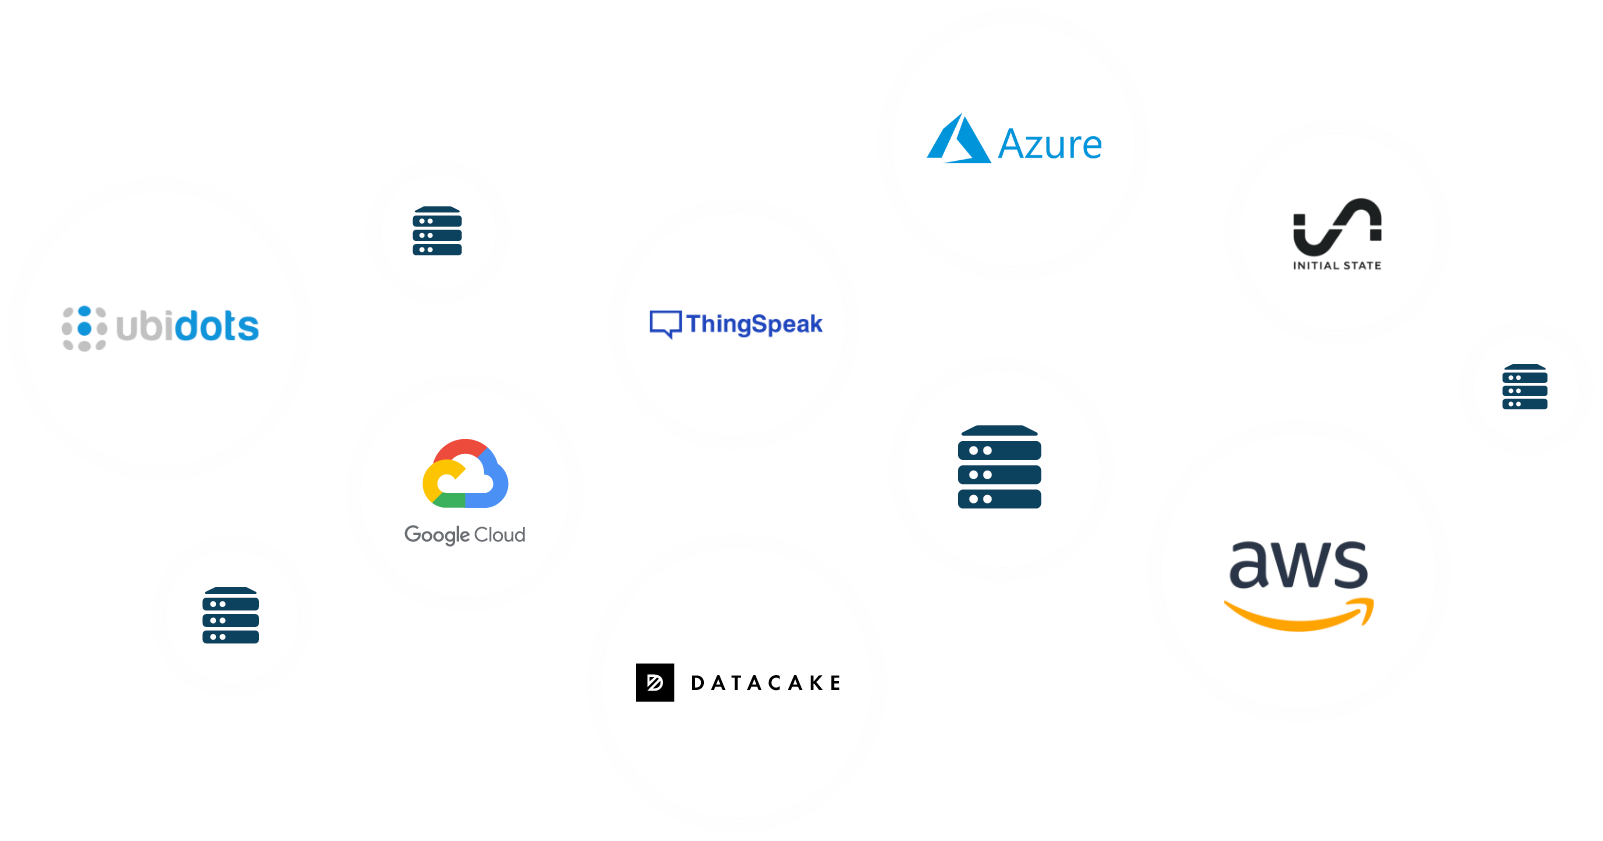 Azure
INITIAL STATE
ubidots
ThingSpeak
Google Cloud
aws
DATACAKE